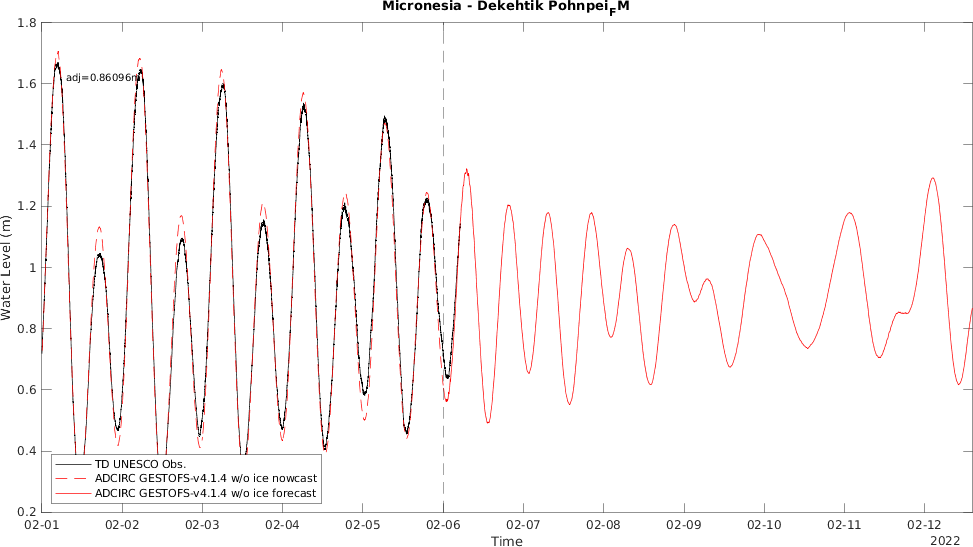 Micronesia - Dekehtik Pohnpei_FM
1.8
1.6
1.4
1.2
1
0.8
0.6
0.4
0.2
Water Level (m)
adj=0.86096m
TD UNESCO Obs.
ADCIRC GESTOFS-v4.1.4 w/o ice nowcast
ADCIRC GESTOFS-v4.1.4 w/o ice forecast
02-01 02-02 02-03 02-04 02-05 02-06 02-07 02-08 02-09 02-10 02-11 02-12
Time
2022